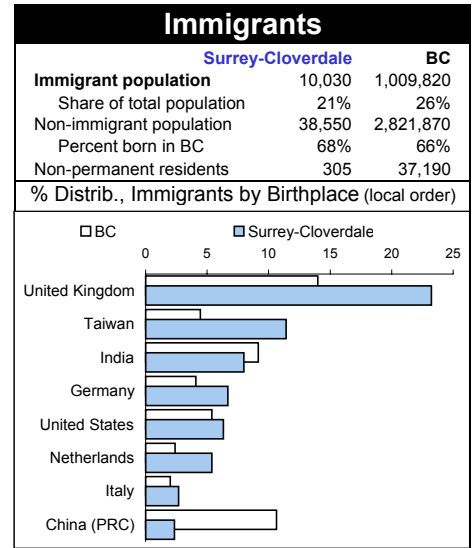 Immigrants
Surrey-Cloverdale BC
Immigrant population 10,030 1,009,820
Share of total population 21% 26%
Non-immigrant population 38,550 2,821,870
Percent born in BC 68% 66%
Non-permanent residents 305 37,190
% Distrib., Immigrants by Birthplace (local order)
BC Surrey-Cloverdale
0 5 10 15 20 25
United Kingdom
Taiwan
India
Germany
United States
Netherlands
Italy
China (PRC)